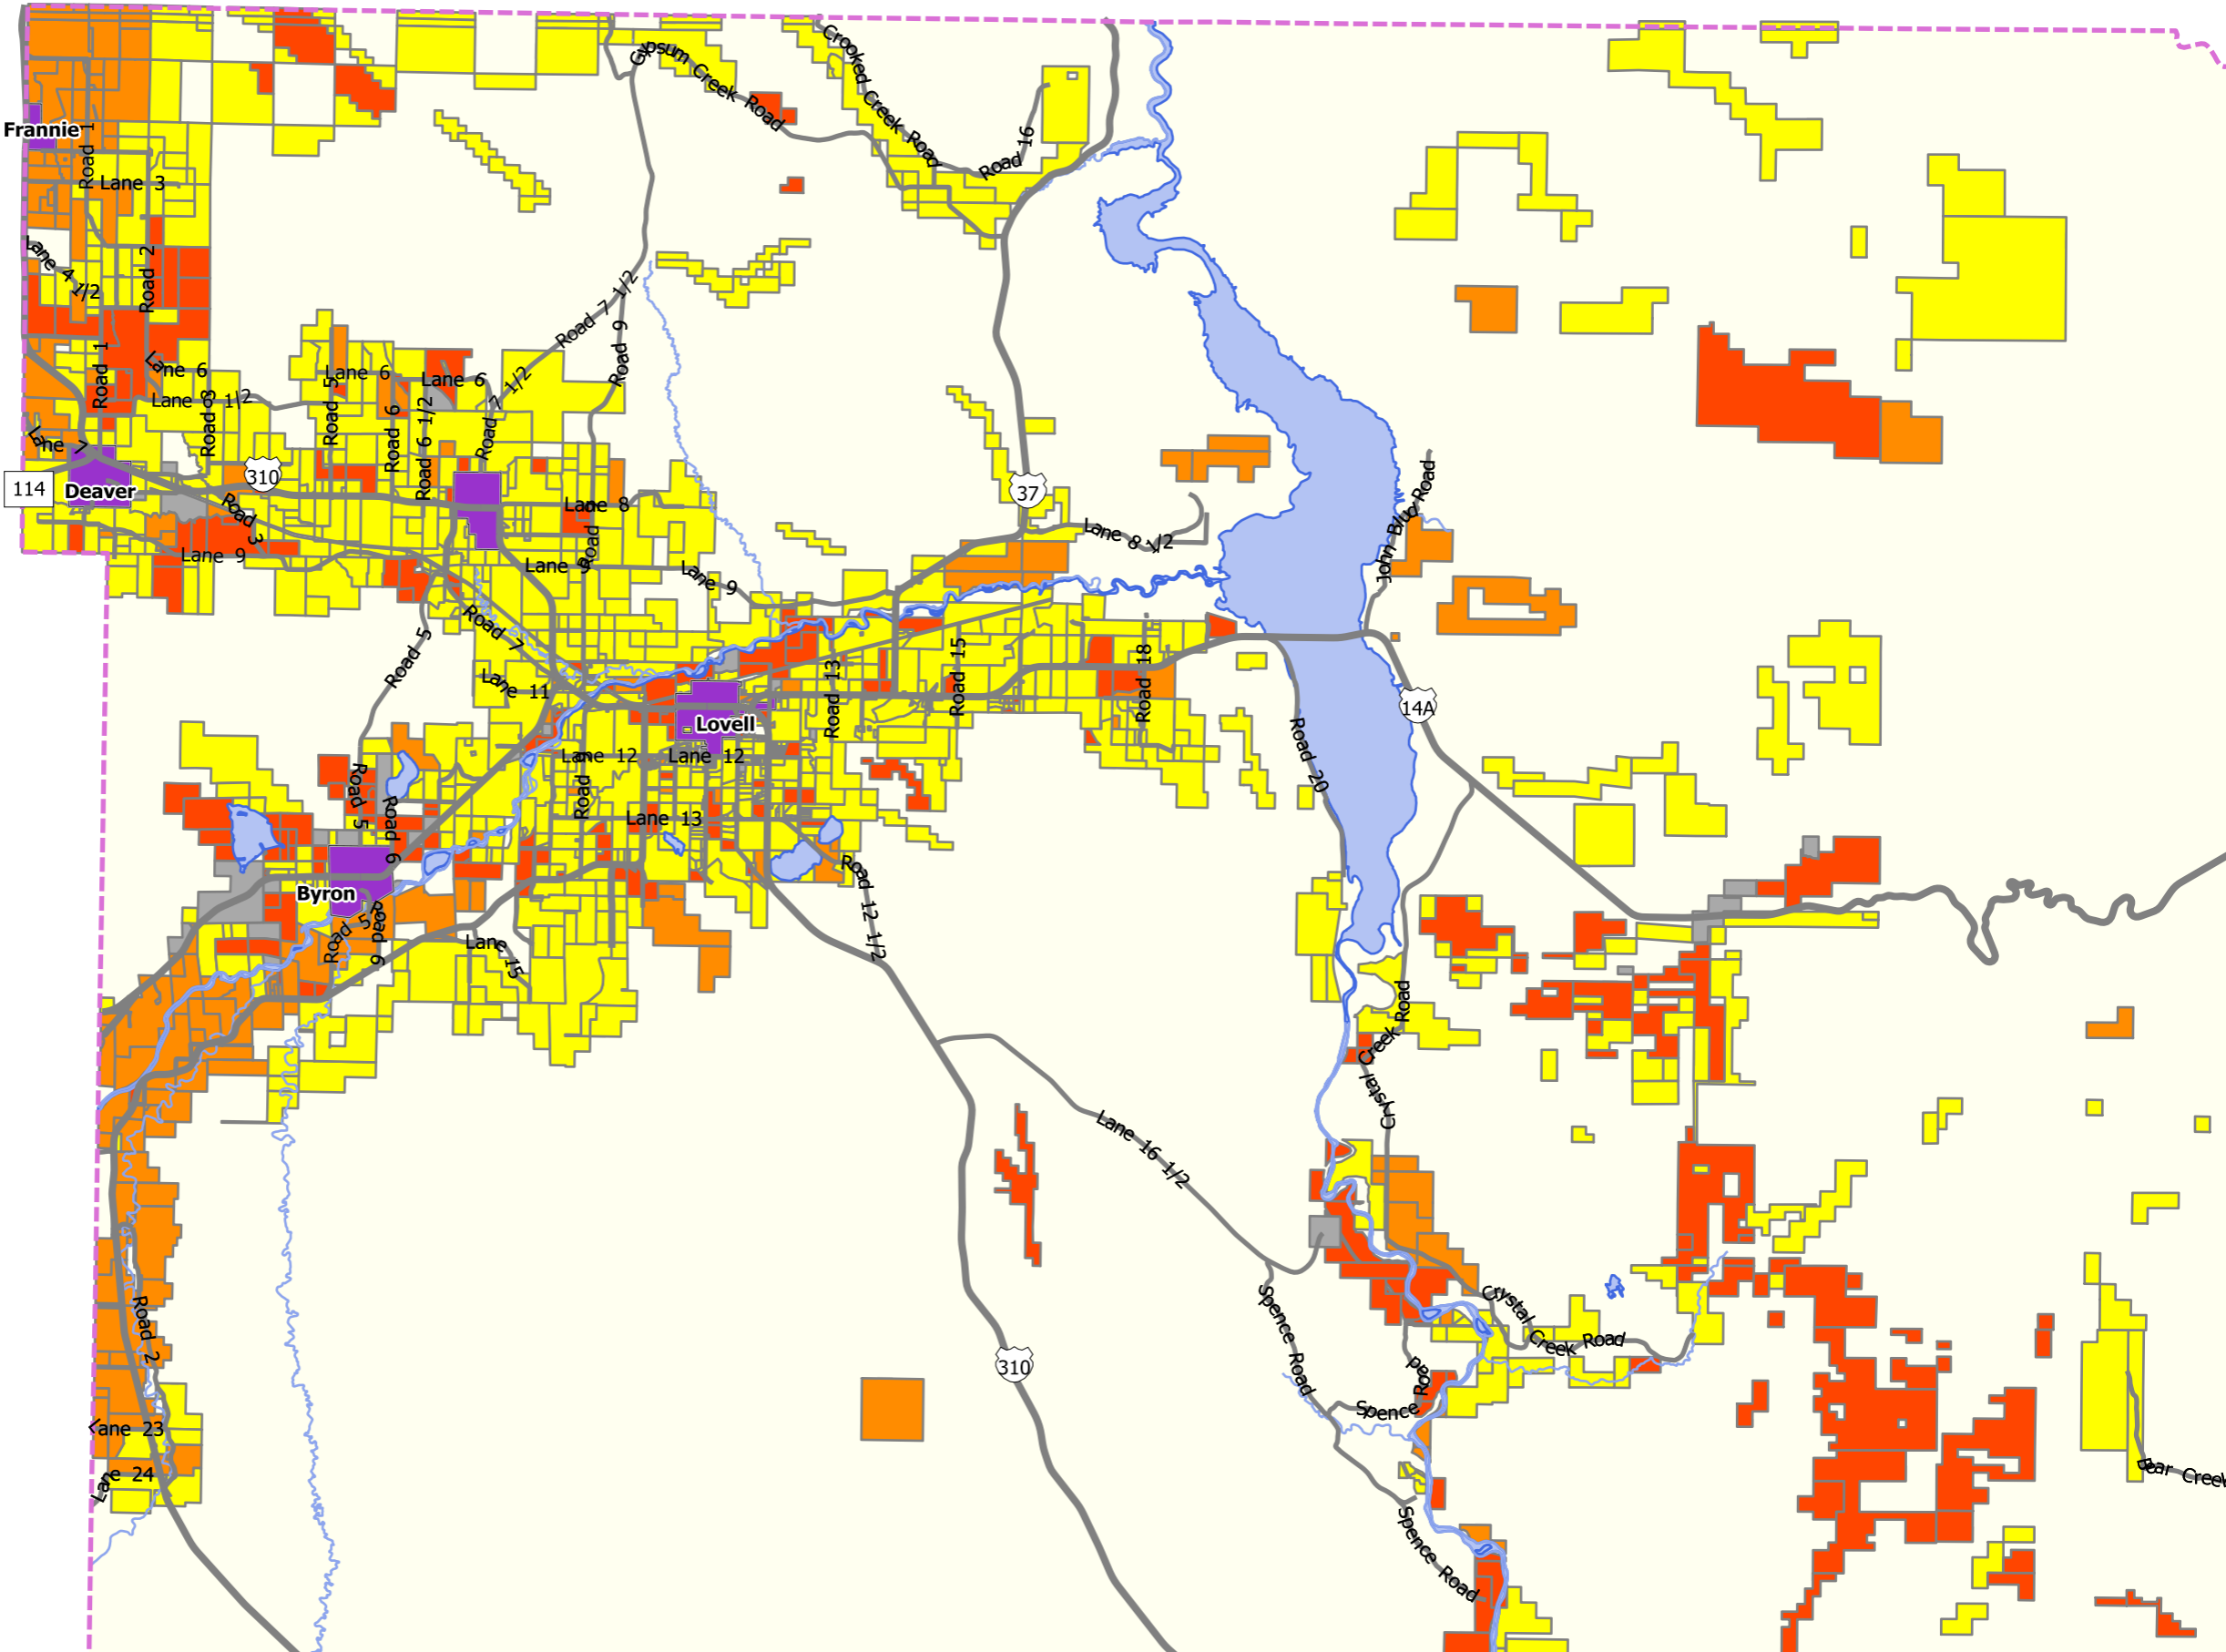 Crooked Creek Road
Gypsum Creek Road
Frannie
Road 1
Road 16
Lane 3
Lane 4 1/2
Road 2
Road 7 1/2
Road 9
Road 1
Lane 6
Lane 6
Lane 6
7 1/2
Lane 8 1/2
Road 3
Road 5
Road 6
Road 6 1/2
Road 7
Lane 7
310
114
Deaver
37
Road 3
Lane 8
Road 9
Lane 8 1/2
John Blue Road
Lane 9
Lane 9
Lane 9
Road 7
Road 5
Lane 11
Road 13
Road 15
Road 18
14A
Lovell
Road 20
Lane 12
Lane 12
Road 5
Road 6
Road 9
Lane 13
Byron
Road 12 1/2
Road 5
Road 6
Lane 15
Creek Road
Crystal
Lane 16 1/2
Spence Road
Crystal Creek Road
Road 2
310
Road
Spence
Lane 23
Lane 24
Bear Creek
Spence Road